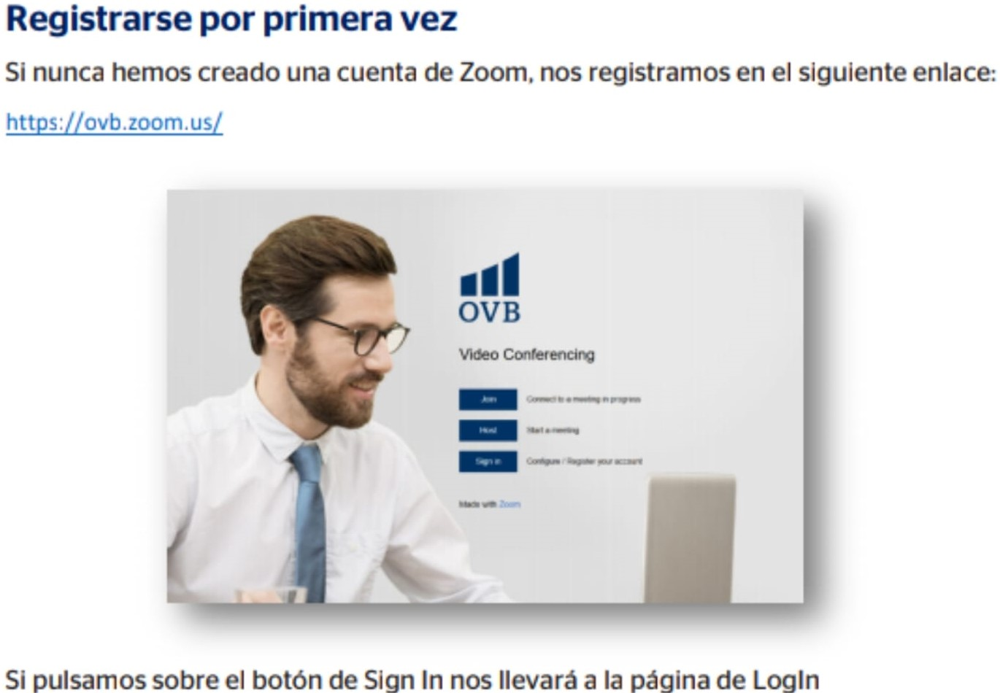 Registrarse por primera vez
Si nunca hemos creado una cuenta de Zoom, nos registramos en el siguiente enlace:
https://ovb.zoom.us/
OVB
Video Conferencing
Join Connect to a meeting in progress
Host Start a meeting
Sign in Configure / Register your account
Made with Zoom
Si pulsamos sobre el botón de Sign In nos llevará a la página de LogIn